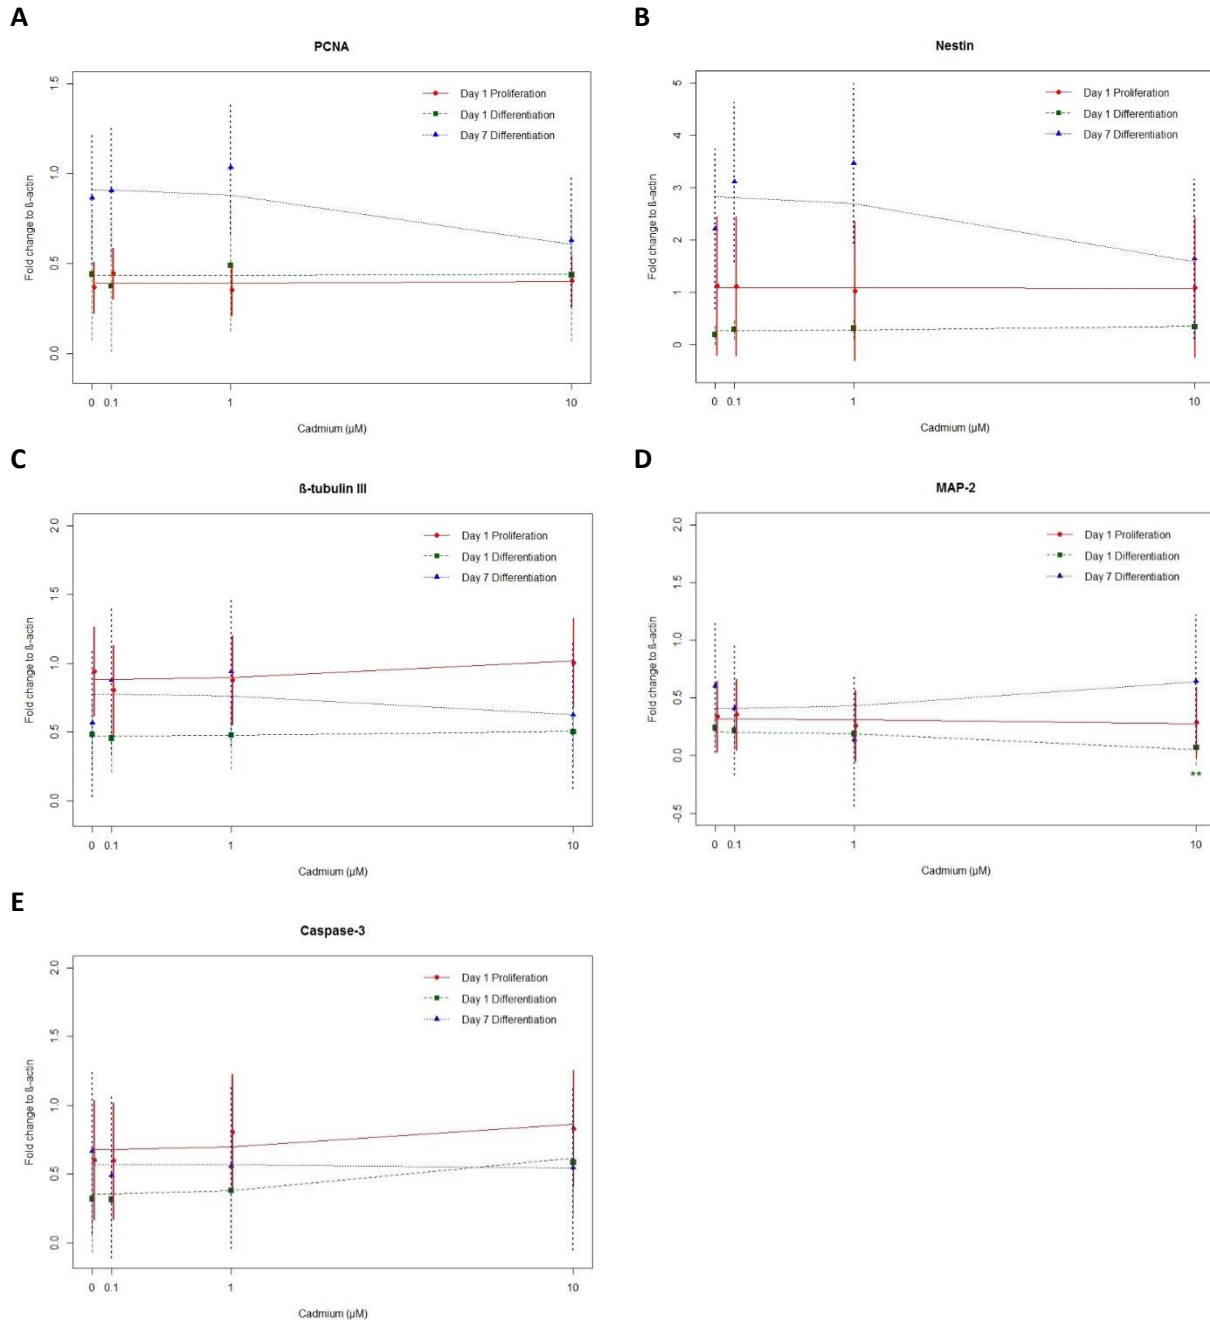 A
PCNA
Fold change to ß-actin
1.5
1.0
0.5
0.0
Day 1 Proliferation
Day 1 Differentiation
Day 7 Differentiation
0 0.1 1 10
Cadmium (µM)
B
Nestin
Fold change to ß-actin
5
4
3
2
1
0
Day 1 Proliferation
Day 1 Differentiation
Day 7 Differentiation
0 0.1 1 10
Cadmium (µM)
C
ß-tubulin III
Fold change to ß-actin
2.0
1.5
1.0
0.5
0.0
Day 1 Proliferation
Day 1 Differentiation
Day 7 Differentiation
0 0.1 1 10
Cadmium (µM)
D
MAP-2
Fold change to ß-actin
2.0
1.5
1.0
0.5
0.0
-0.5
Day 1 Proliferation
Day 1 Differentiation
Day 7 Differentiation
**
0 0.1 1 10
Cadmium (µM)
E
Caspase-3
Fold change to ß-actin
2.0
1.5
1.0
0.5
0.0
Day 1 Proliferation
Day 1 Differentiation
Day 7 Differentiation
0 0.1 1 10
Cadmium (µM)